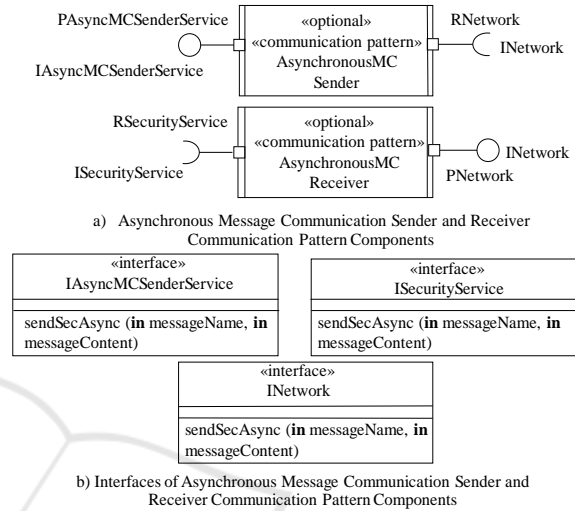 PAsyncMCSenderService
IAsyncMCSenderService
«optional»
«communication pattern»
AsynchronousMC
Sender
RNetwork
INetwork
RSecurityService
ISecurityService
«optional»
«communication pattern»
AsynchronousMC
Receiver
INetwork
PNetwork
a) Asynchronous Message Communication Sender and Receiver
Communication Pattern Components
«interface»
IAsyncMCSenderService
sendSecAsync (in messageName, in
messageContent)
«interface»
ISecurityService
sendSecAsync (in messageName, in
messageContent)
«interface»
INetwork
sendSecAsync (in messageName, in
messageContent)
b) Interfaces of Asynchronous Message Communication Sender and
Receiver Communication Pattern Components